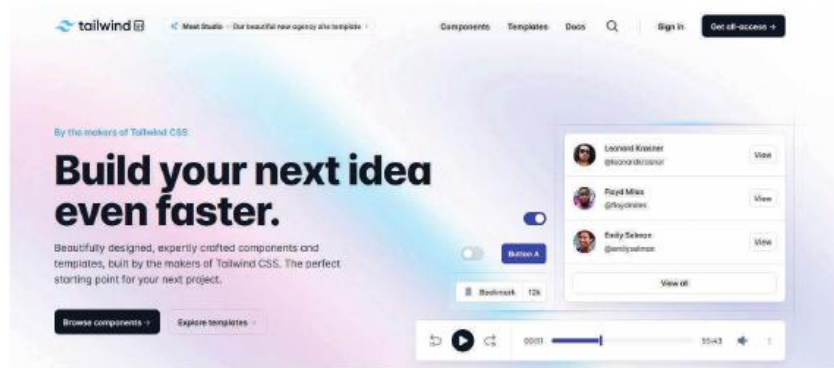 tailwind UI
Meet Studio — Our beautiful new agency site template
Components Templates Docs Sign in Get all-access →
By the makers of Tailwind CSS
Build your next idea
even faster.
Beautifully designed, expertly crafted components and
templates, built by the makers of Tailwind CSS. The perfect
starting point for your next project.
Browse components →
Explore templates →
Leonard Krasner
@leonardkrasner
View
Floyd Miles
@floydmiles
View
Emily Selman
@emilyselman
View
View all
Button A
Bookmark 12k
55:43